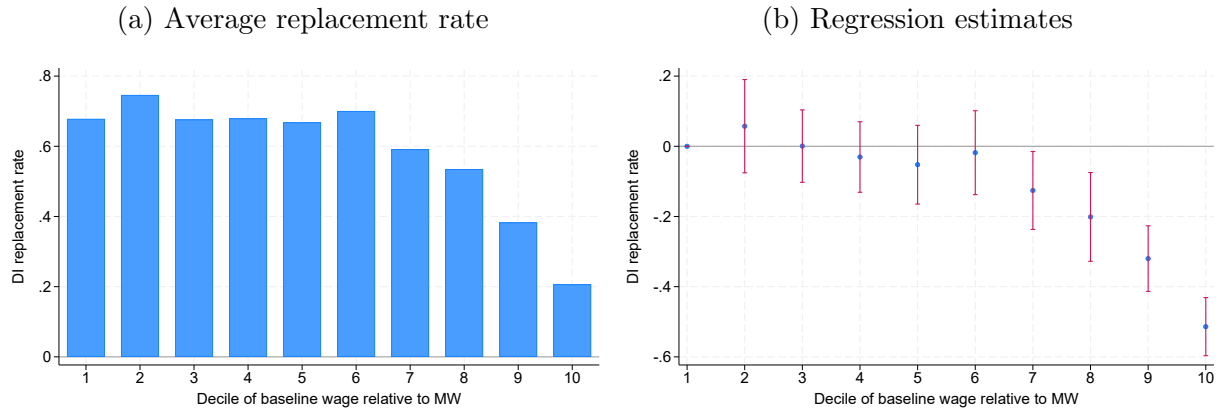 (a) Average replacement rate
.8
.6
.4
.2
0
DI replacement rate
1 2 3 4 5 6 7 8 9 10
Decile of baseline wage relative to MW
(b) Regression estimates
.2
0
-.2
-.4
-.6
DI replacement rate
1 2 3 4 5 6 7 8 9 10
Decile of baseline wage relative to MW